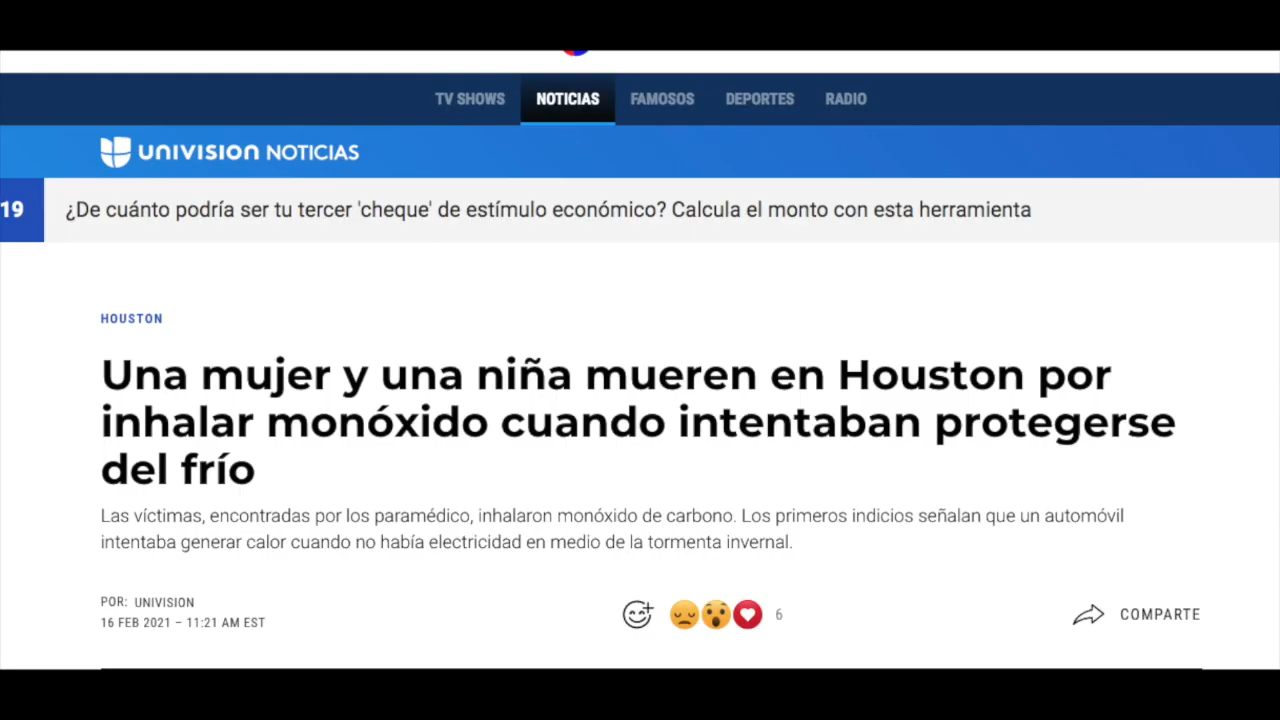 TV SHOWS NOTICIAS FAMOSOS DEPORTES RADIO
UNIVISION NOTICIAS
19 ¿De cuánto podría ser tu tercer 'cheque' de estímulo económico? Calcula el monto con esta herramienta
HOUSTON
Una mujer y una niña mueren en Houston por
inhalar monóxido cuando intentaban protegerse
del frío
Las víctimas, encontradas por los paramédico, inhalaron monóxido de carbono. Los primeros indicios señalan que un automóvil
intentaba generar calor cuando no había electricidad en medio de la tormenta invernal.
POR: UNIVISION
16 FEB 2021 – 11:21 AM EST
6
COMPARTE